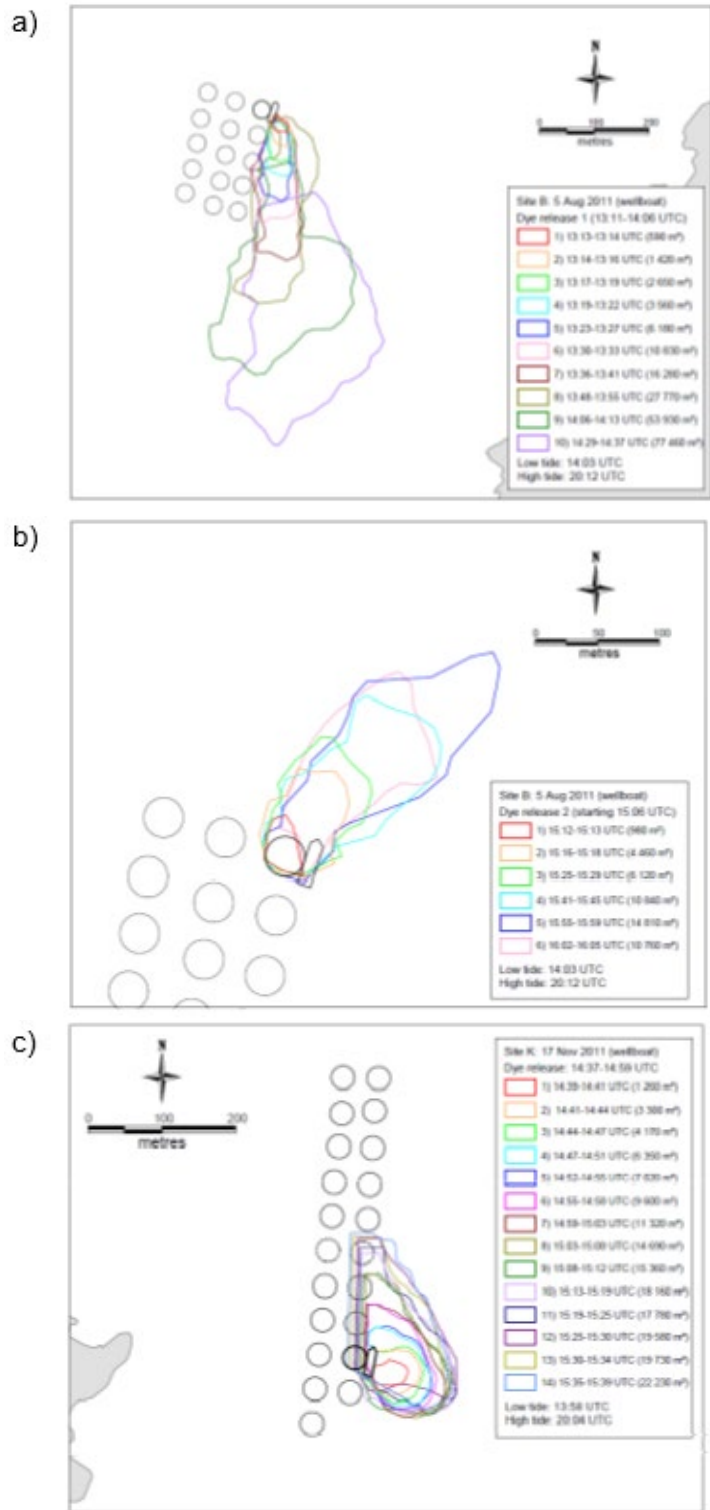 a)
N
0 100 200
metres
Site B: 5 Aug 2011 (wellboat)
Dye release 1 (13:11-14:06 UTC)
1) 13:13-13:14 UTC (580 m²)
2) 13:14-13:16 UTC (1 420 m²)
3) 13:17-13:19 UTC (2 650 m²)
4) 13:19-13:22 UTC (3 560 m²)
5) 13:23-13:27 UTC (6 180 m²)
6) 13:30-13:33 UTC (10 830 m²)
7) 13:36-13:41 UTC (16 280 m²)
8) 13:48-13:55 UTC (27 770 m²)
9) 14:06-14:13 UTC (53 930 m²)
10) 14:29-14:37 UTC (77 460 m²)
Low tide: 14:03 UTC
High tide: 20:12 UTC
b)
N
0 50 100
metres
Site B: 5 Aug 2011 (wellboat)
Dye release 2 (starting 15:06 UTC)
1) 15:12-15:13 UTC (980 m²)
2) 15:16-15:18 UTC (4 460 m²)
3) 15:25-15:29 UTC (6 120 m²)
4) 15:41-15:45 UTC (10 840 m²)
5) 15:55-15:59 UTC (14 810 m²)
6) 16:02-16:05 UTC (10 780 m²)
Low tide: 14:03 UTC
High tide: 20:12 UTC
c)
N
0 100 200
metres
Site K: 17 Nov 2011 (wellboat)
Dye release: 14:37-14:59 UTC
1) 14:39-14:41 UTC (1 260 m²)
2) 14:41-14:44 UTC (3 380 m²)
3) 14:44-14:47 UTC (4 170 m²)
4) 14:47-14:51 UTC (6 350 m²)
5) 14:52-14:55 UTC (7 830 m²)
6) 14:55-14:58 UTC (9 600 m²)
7) 14:59-15:03 UTC (11 320 m²)
8) 15:03-15:08 UTC (14 690 m²)
9) 15:08-15:12 UTC (15 360 m²)
10) 15:13-15:19 UTC (18 160 m²)
11) 15:19-15:25 UTC (17 780 m²)
12) 15:25-15:30 UTC (19 580 m²)
13) 15:30-15:34 UTC (19 730 m²)
14) 15:35-15:39 UTC (22 230 m²)
Low tide: 13:58 UTC
High tide: 20:04 UTC